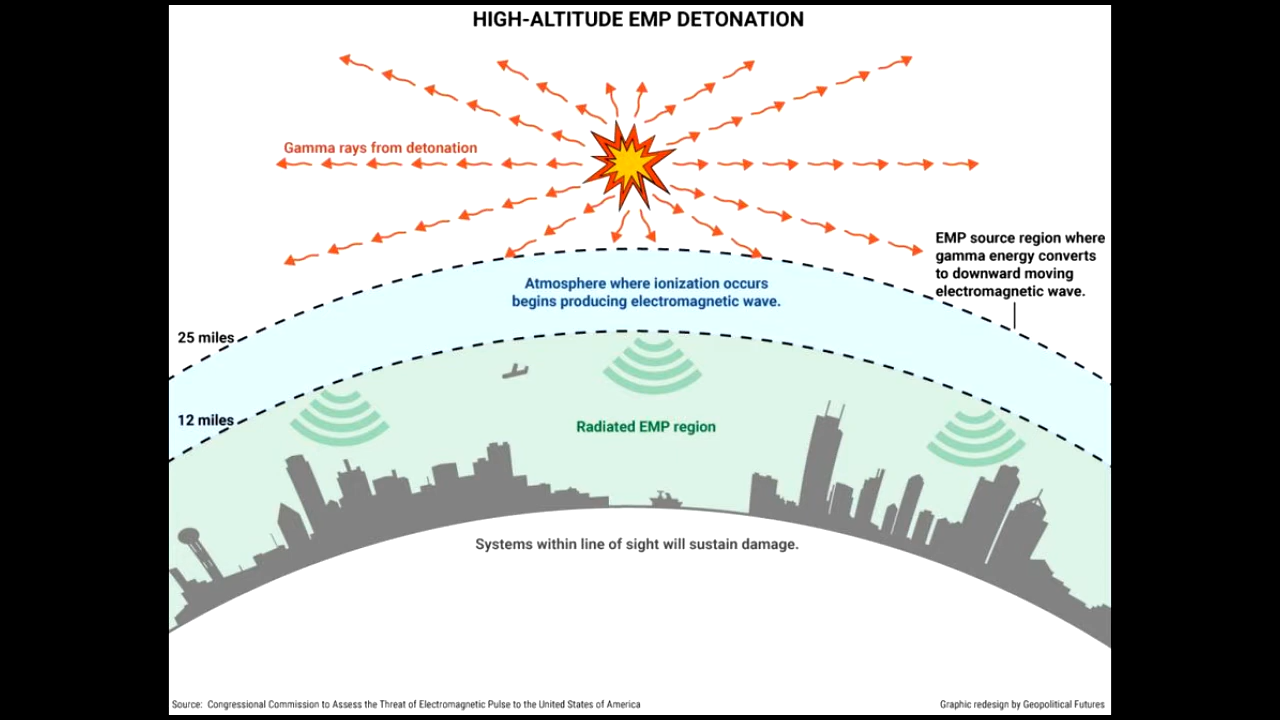 HIGH-ALTITUDE EMP DETONATION
Gamma rays from detonation
EMP source region where
gamma energy converts
to downward moving
electromagnetic wave.
Atmosphere where ionization occurs
begins producing electromagnetic wave.
25 miles
12 miles
Radiated EMP region
Systems within line of sight will sustain damage.
Source: Congressional Commission to Assess the Threat of Electromagnetic Pulse to the United States of America
Graphic redesign by Geopolitical Futures